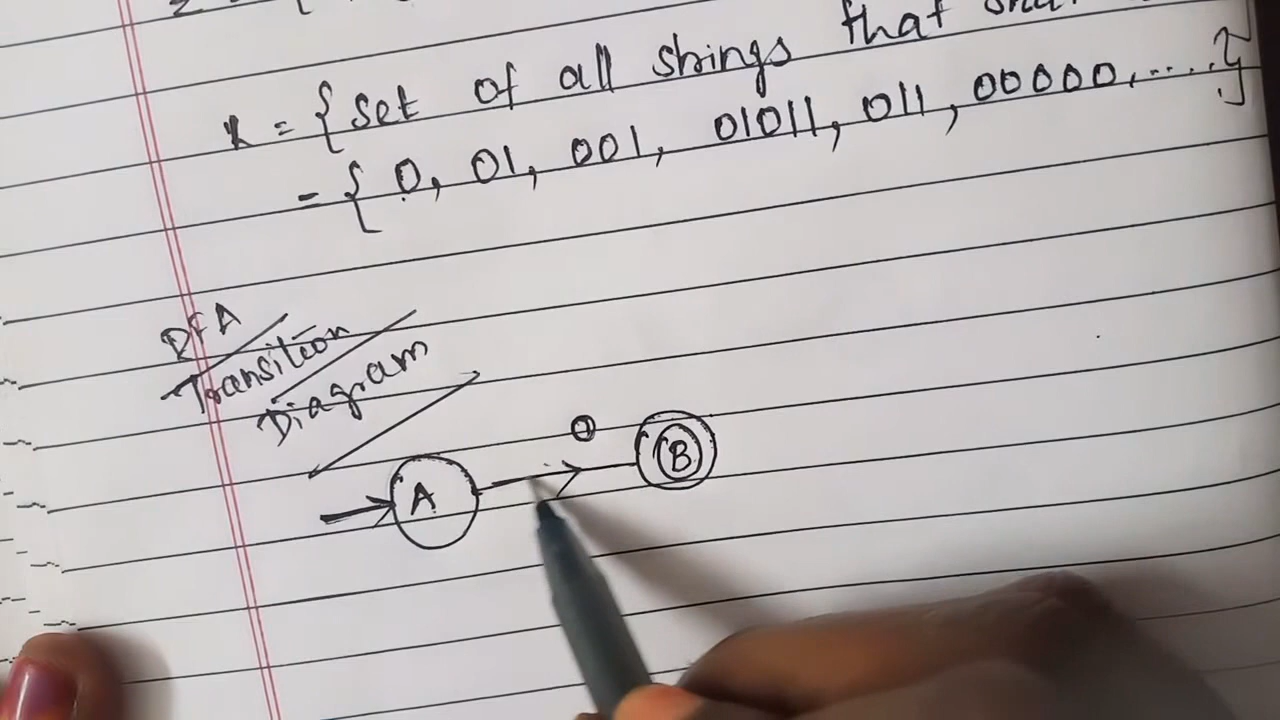 = {set of all strings that
= { 0, 01, 001, 01011, 011, 00000, .....}
DFA
Transition
Diagram
0
A
B